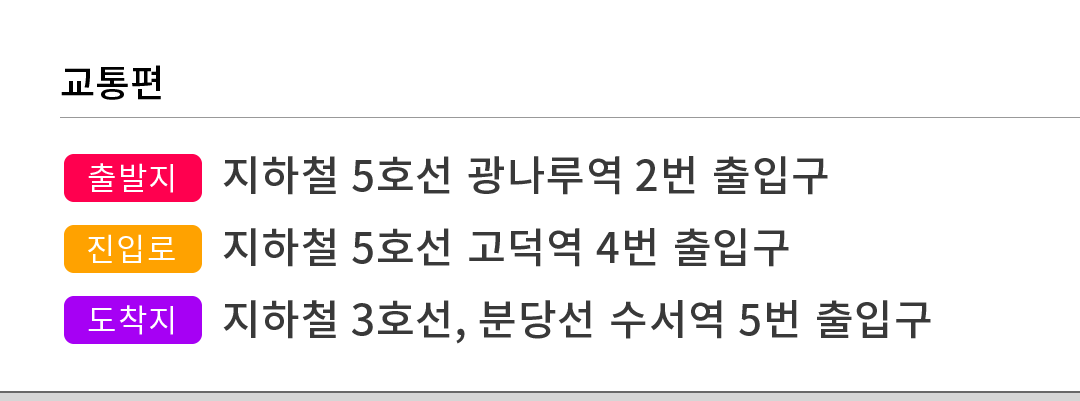 교통편
출발지 지하철 5호선 광나루역 2번 출입구
진입로 지하철 5호선 고덕역 4번 출입구
도착지 지하철 3호선, 분당선 수서역 5번 출입구